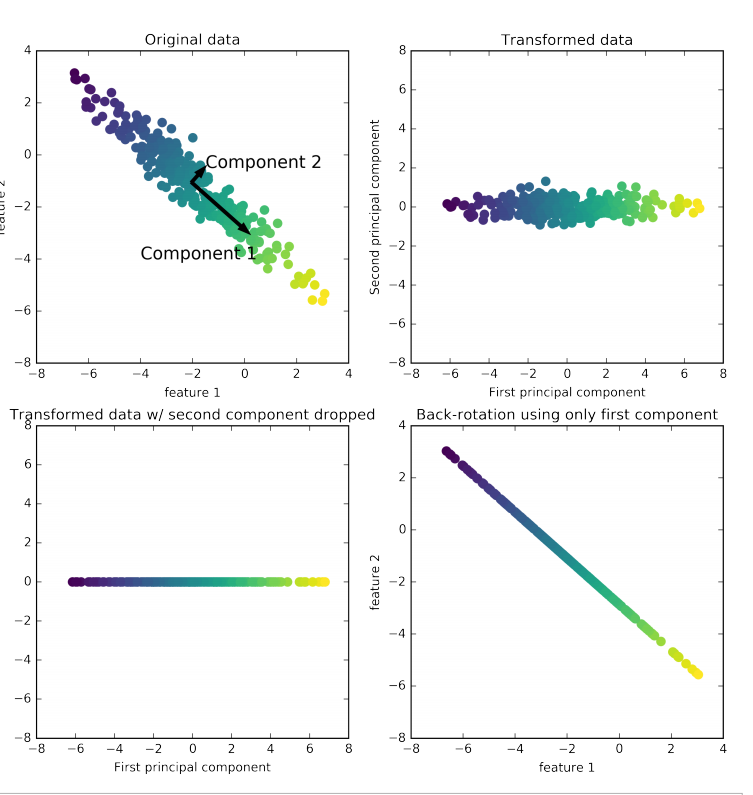 Original data
4
2
0
−2
−4
−6
−8
feature 2
Component 2
Component 1
−8 −6 −4 −2 0 2 4
feature 1
Transformed data
8
6
4
2
0
−2
−4
−6
−8
Second principal component
−8 −6 −4 −2 0 2 4 6 8
First principal component
Transformed data w/ second component dropped
8
6
4
2
0
−2
−4
−6
−8
−8 −6 −4 −2 0 2 4 6 8
First principal component
Back-rotation using only first component
4
2
0
−2
−4
−6
−8
feature 2
−8 −6 −4 −2 0 2 4
feature 1